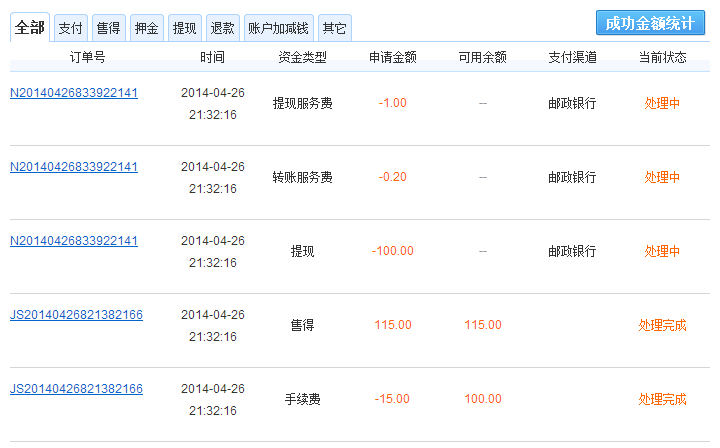 全部 支付 售得 押金 提现 退款 账户加减钱 其它 成功金额统计
订单号 时间 资金类型 申请金额 可用余额 支付渠道 当前状态
N20140426833922141 2014-04-26 21:32:16 提现服务费 -1.00 -- 邮政银行 处理中
N20140426833922141 2014-04-26 21:32:16 转账服务费 -0.20 -- 邮政银行 处理中
N20140426833922141 2014-04-26 21:32:16 提现 -100.00 -- 邮政银行 处理中
JS20140426821382166 2014-04-26 21:32:16 售得 115.00 115.00 处理完成
JS20140426821382166 2014-04-26 21:32:16 手续费 -15.00 100.00 处理完成